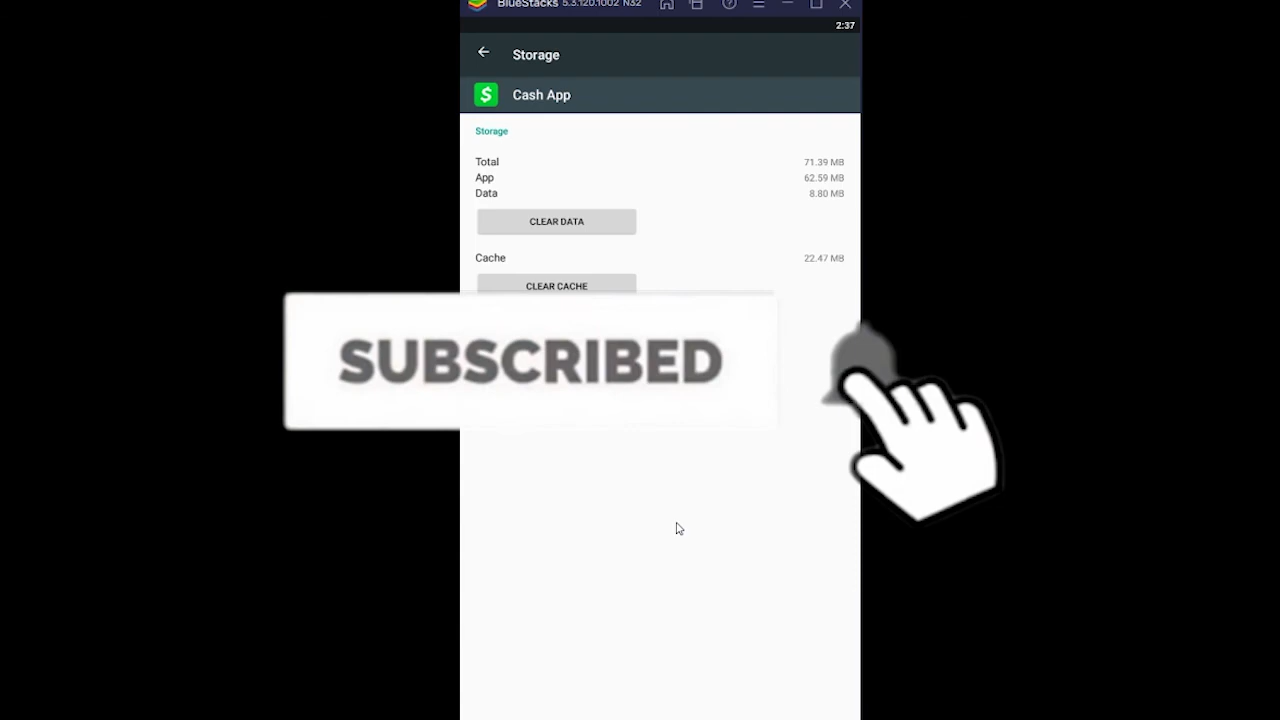 BlueStacks 5.3.120.1002 N32
2:37
Storage
$ Cash App
Storage
Total 71.39 MB
App 62.59 MB
Data 8.80 MB
CLEAR DATA
Cache 22.47 MB
CLEAR CACHE
SUBSCRIBED